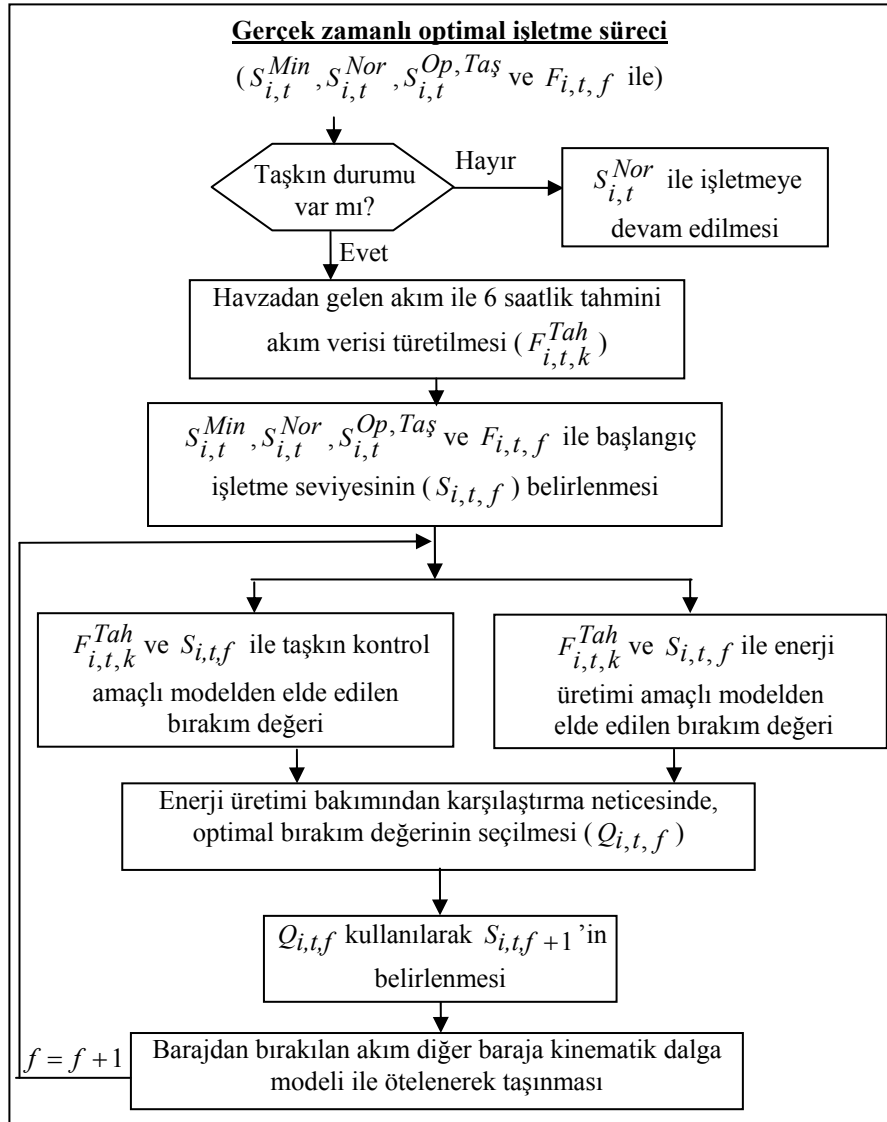 Gerçek zamanlı optimal işletme süreci
( $S_{i,t}^{Min}$ , $S_{i,t}^{Nor}$ , $S_{i,t}^{Op,Taş}$ ve $F_{i,t,f}$ ile)
Taşkın durumu
var mı?
Hayır
$S_{i,t}^{Nor}$ ile işletmeye
devam edilmesi
Evet
Havzadan gelen akım ile 6 saatlik tahmini
akım verisi türetilmesi ( $F_{i,t,k}^{Tah}$ )
$S_{i,t}^{Min}$ , $S_{i,t}^{Nor}$ , $S_{i,t}^{Op,Taş}$ ve $F_{i,t,f}$ ile başlangıç
işletme seviyesinin ( $S_{i,t,f}$ ) belirlenmesi
$F_{i,t,k}^{Tah}$ ve $S_{i,t,f}$ ile taşkın kontrol
amaçlı modelden elde edilen
bırakım değeri
$F_{i,t,k}^{Tah}$ ve $S_{i,t,f}$ ile enerji
üretimi amaçlı modelden
elde edilen bırakım değeri
Enerji üretimi bakımından karşılaştırma neticesinde,
optimal bırakım değerinin seçilmesi ( $Q_{i,t,f}$ )
$Q_{i,t,f}$ kullanılarak $S_{i,t,f+1}$ ’in
belirlenmesi
$f = f + 1$
Barajdan bırakılan akım diğer baraja kinematik dalga
modeli ile ötelenerek taşınması